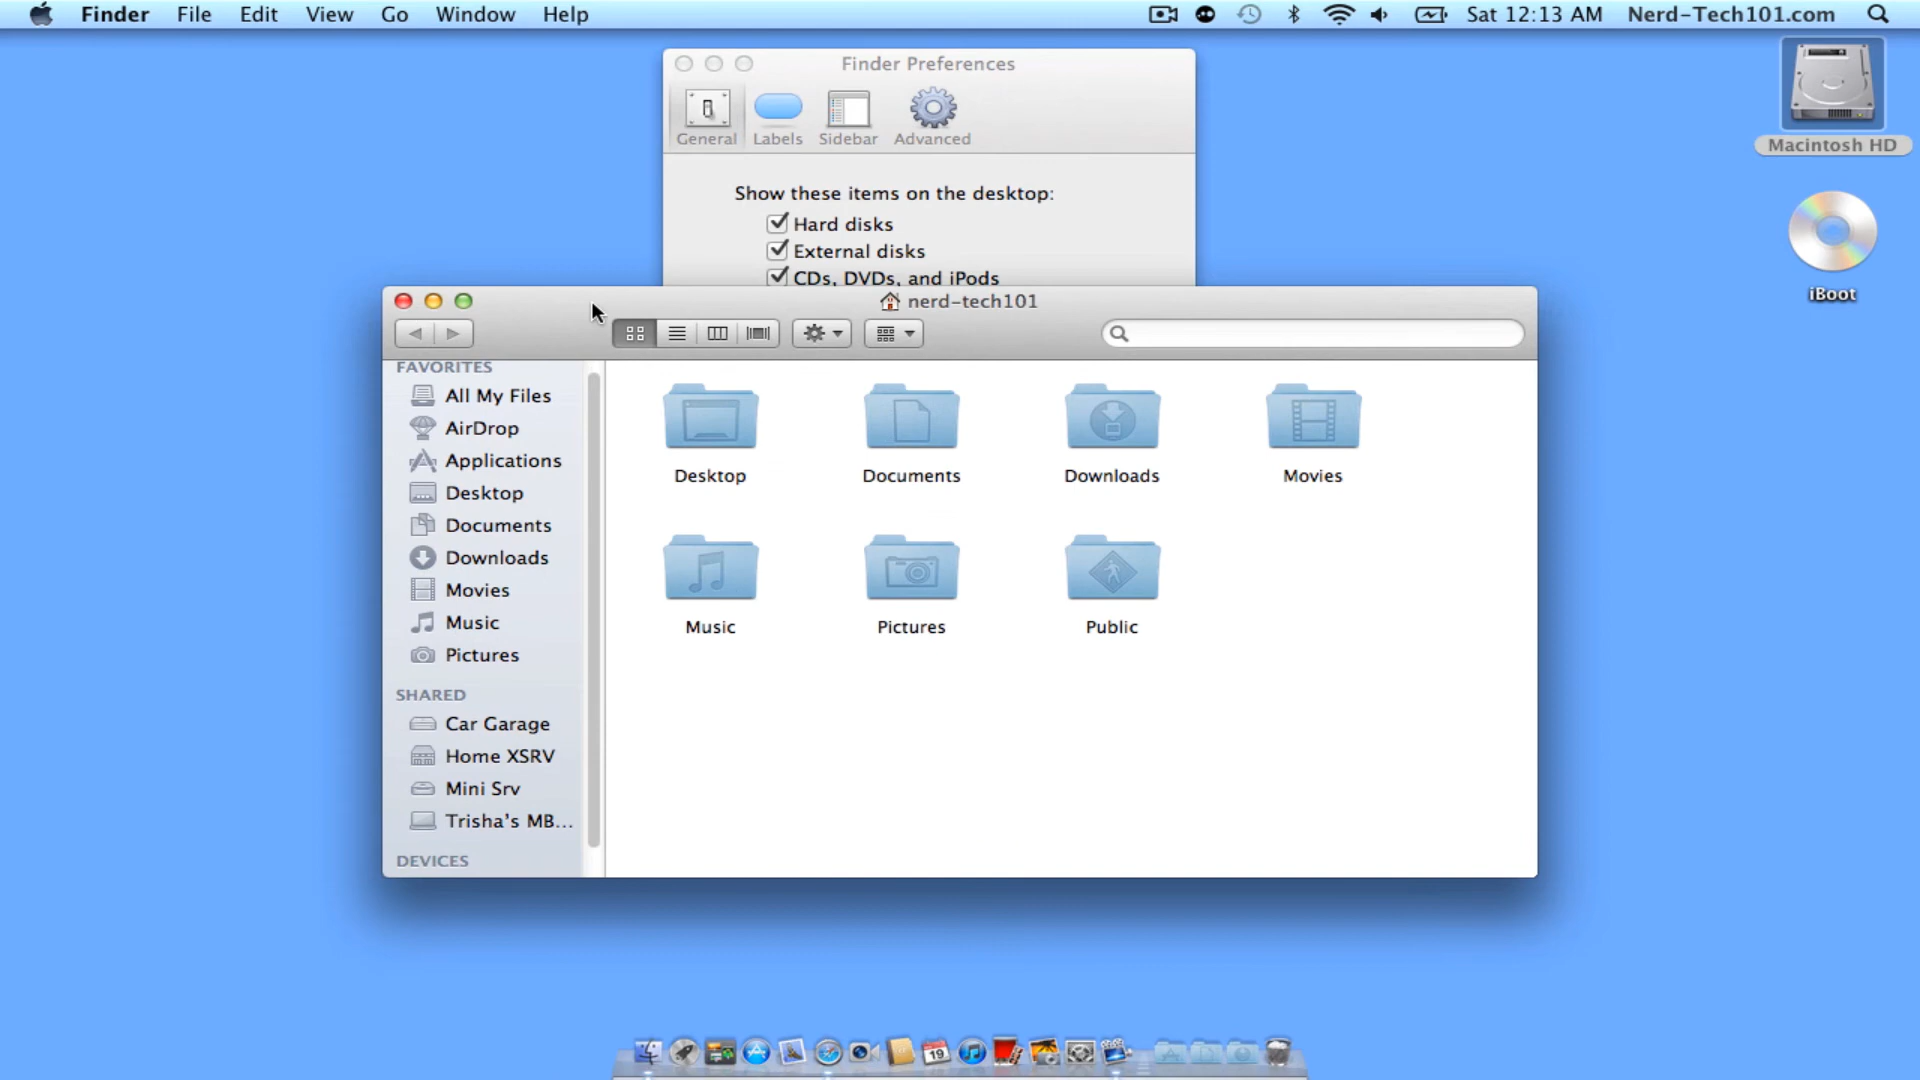 Finder File Edit View Go Window Help Sat 12:13 AM Nerd-Tech101.com
Finder Preferences
General Labels Sidebar Advanced
Show these items on the desktop:
Hard disks
External disks
CDs, DVDs, and iPods
Macintosh HD
iBoot
nerd-tech101
FAVORITES
All My Files
AirDrop
Applications
Desktop
Documents
Downloads
Movies
Music
Pictures
SHARED
Car Garage
Home XSRV
Mini Srv
Trisha's MB...
DEVICES
Desktop Documents Downloads Movies
Music Pictures Public
19